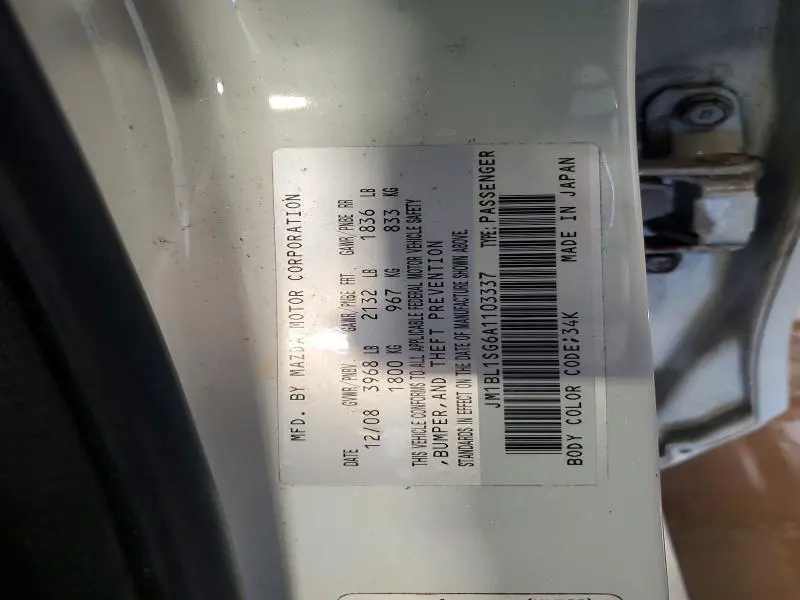 MFD. BY MAZDA MOTOR CORPORATION
DATE GVWR/PNBV GAWR/PNBE FRT. GAWR/PNBE RR
12/08 3968 LB 2132 LB 1836 LB
1800 KG 967 KG 833 KG
THIS VEHICLE CONFORMS TO ALL APPLICABLE FEDERAL MOTOR VEHICLE SAFETY
,BUMPER,AND THEFT PREVENTION
STANDARDS IN EFFECT ON THE DATE OF MANUFACTURE SHOWN ABOVE
JM1BL1SG6A1103337 TYPE:PASSENGER
BODY COLOR CODE;34K MADE IN JAPAN